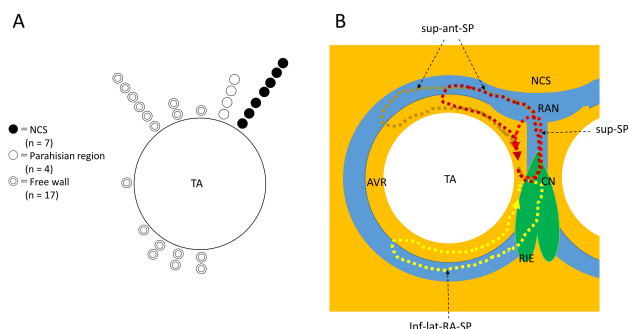 A
B
sup-ant-SP
NCS
RAN
sup-SP
= NCS
(n = 7)
= Parahisian region
(n = 4)
= Free wall
(n = 17)
TA
AVR
TA
CN
RIE
Inf-lat-RA-SP